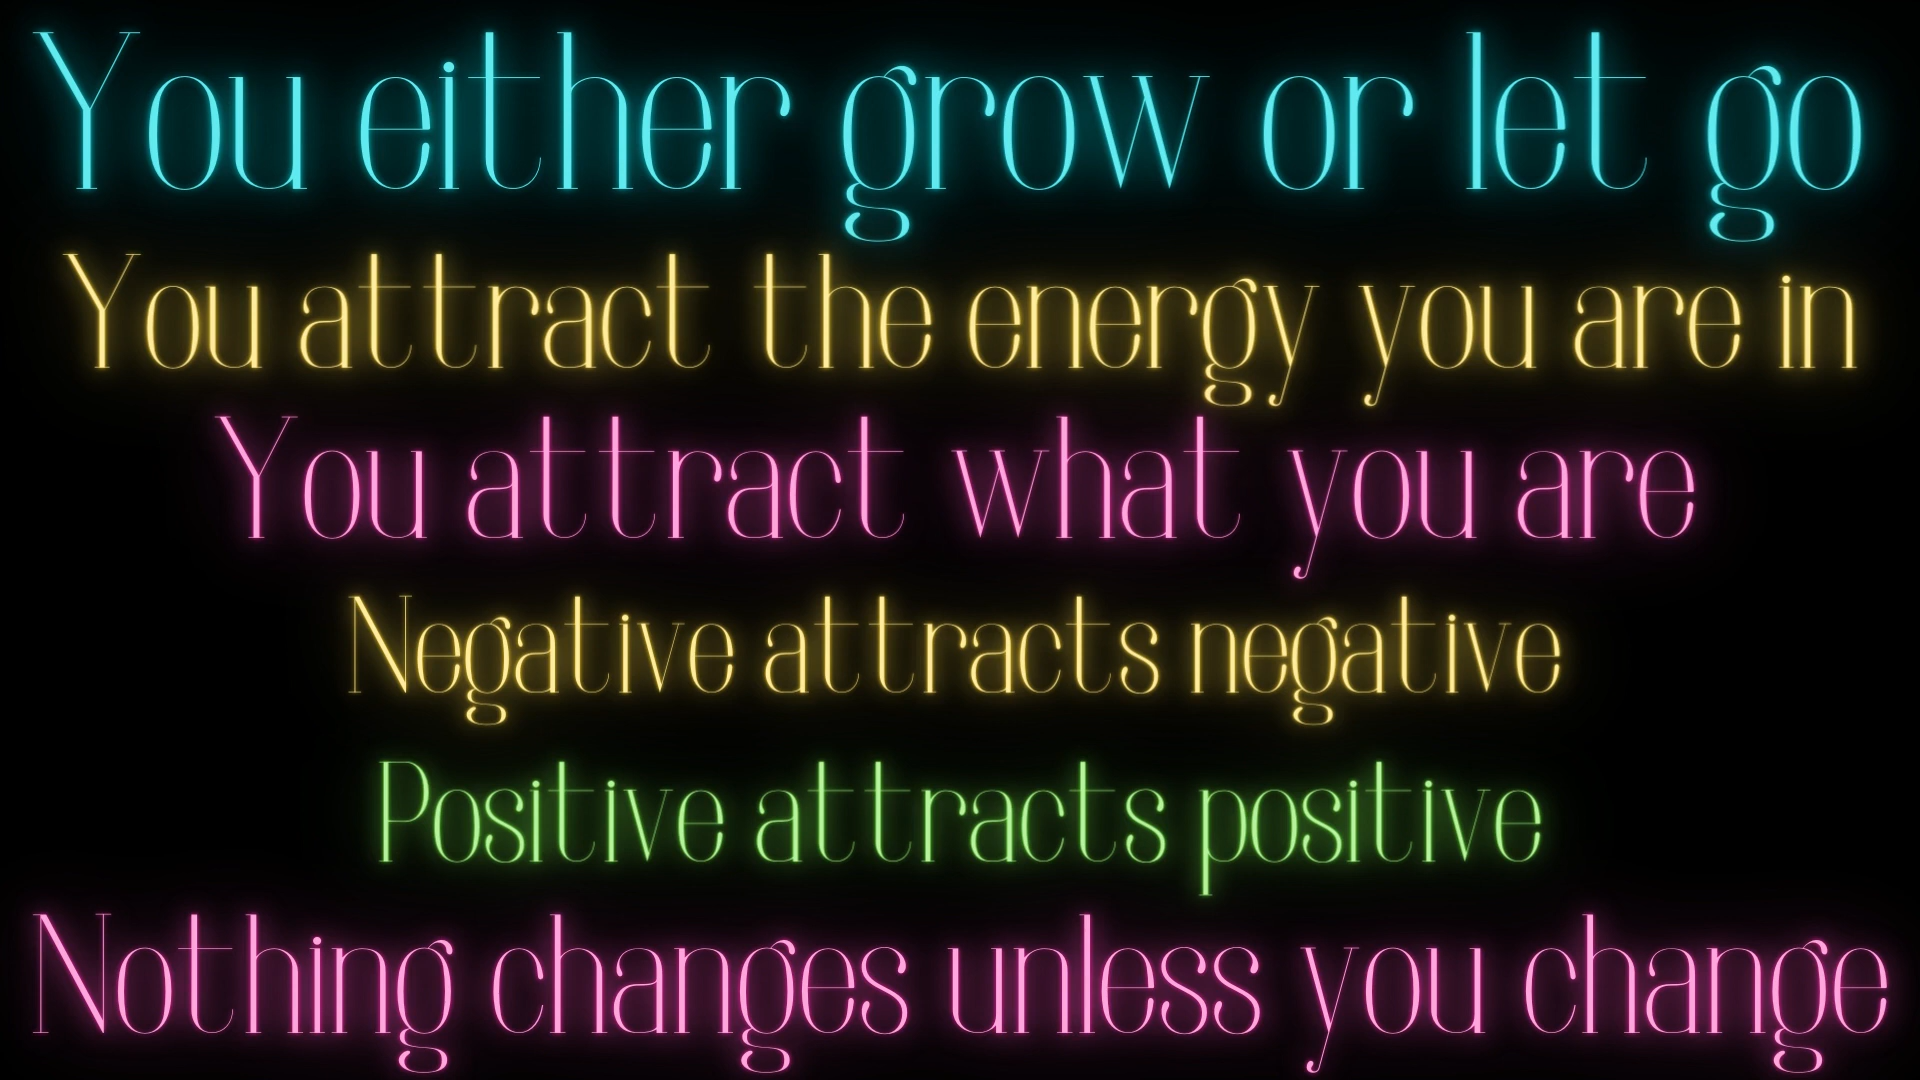 You either grow or let go
You attract the energy you are in
You attract what you are
Negative attracts negative
Positive attracts positive
Nothing changes unless you change